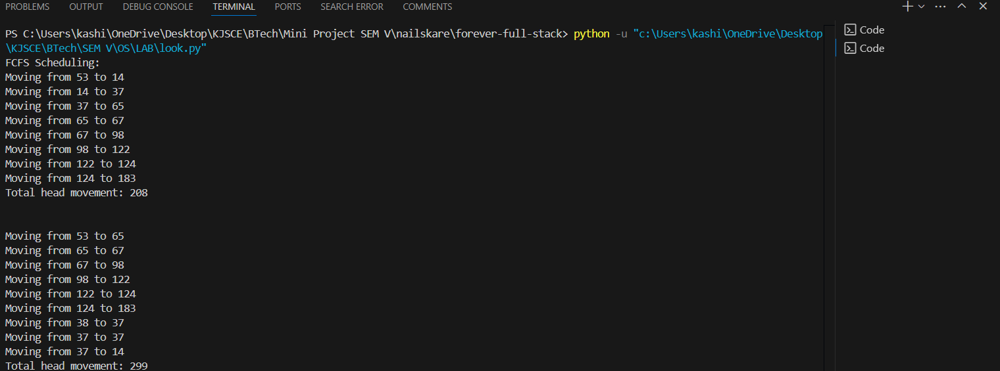 PROBLEMS OUTPUT DEBUG CONSOLE TERMINAL PORTS SEARCH ERROR COMMENTS
PS C:\Users\kashi\OneDrive\Desktop\KJSCE\BTech\Mini Project SEM V\nailskare\forever-full-stack> python -u "c:\Users\kashi\OneDrive\Desktop
\KJSCE\BTech\SEM V\OS\LAB\look.py"
Code
Code
FCFS Scheduling:
Moving from 53 to 14
Moving from 14 to 37
Moving from 37 to 65
Moving from 65 to 67
Moving from 67 to 98
Moving from 98 to 122
Moving from 122 to 124
Moving from 124 to 183
Total head movement: 208
Moving from 53 to 65
Moving from 65 to 67
Moving from 67 to 98
Moving from 98 to 122
Moving from 122 to 124
Moving from 124 to 183
Moving from 38 to 37
Moving from 37 to 37
Moving from 37 to 14
Total head movement: 299